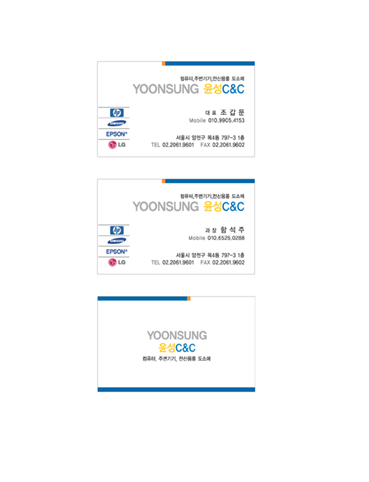 컴퓨터,주변기기,전산용품 도소매
YOONSUNG 윤성C&C
hp
SAMSUNG
EPSON®
LG
대 표 조 갑 문
Mobile 010.9905.4153
서울시 양천구 목4동 797-3 1층
TEL 02.2061.9601 FAX 02.2061.9602
컴퓨터,주변기기,전산용품 도소매
YOONSUNG 윤성C&C
hp
SAMSUNG
EPSON®
LG
과 장 함 석 주
Mobile 010.6525.0288
서울시 양천구 목4동 797-3 1층
TEL 02.2061.9601 FAX 02.2061.9602
YOONSUNG
윤성C&C
컴퓨터, 주변기기, 전산용품 도소매